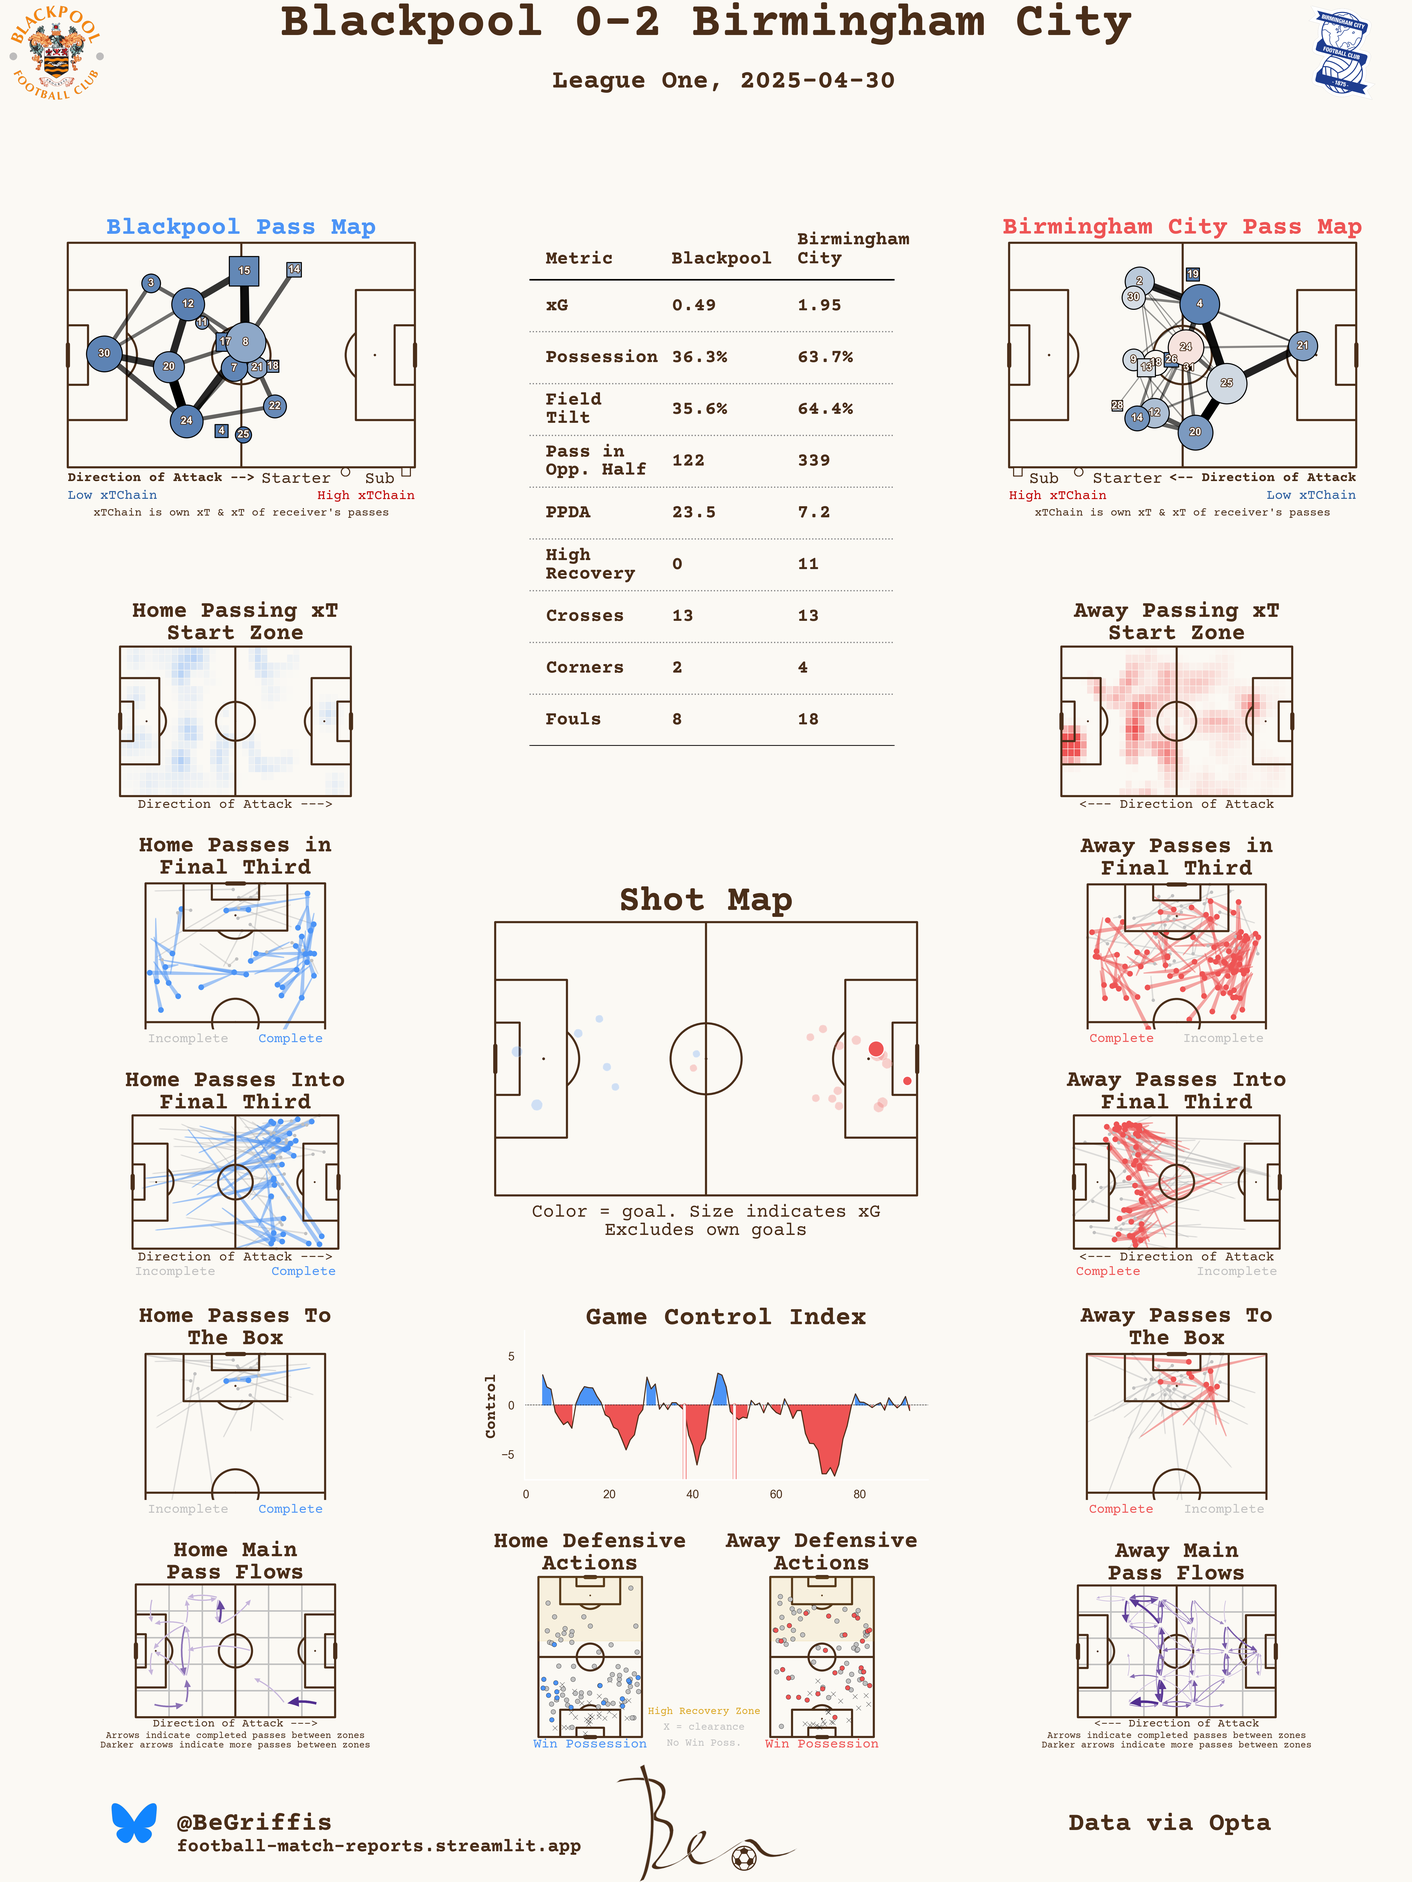 Blackpool 0-2 Birmingham City
League One, 2025-04-30
BLACKPOOL
FOOTBALL CLUB
BIRMINGHAM CITY
FOOTBALL CLUB
1875
Blackpool Pass Map
3
15
14
12
11
30
17
8
20
7
21
18
22
24
4
25
Direction of Attack --> Starter Sub
Low xTChain High xTChain
xTChain is own xT & xT of receiver's passes
Metric Blackpool Birmingham City
xG 0.49 1.95
Possession 36.3% 63.7%
Field Tilt 35.6% 64.4%
Pass in Opp. Half 122 339
PPDA 23.5 7.2
High Recovery 0 11
Crosses 13 13
Corners 2 4
Fouls 8 18
Birmingham City Pass Map
2
19
30
4
24
21
9
13
18
26
31
25
28
14
12
20
Sub Starter <-- Direction of Attack
High xTChain Low xTChain
xTChain is own xT & xT of receiver's passes
Home Passing xT
Start Zone
Direction of Attack --->
Away Passing xT
Start Zone
<--- Direction of Attack
Home Passes in
Final Third
Incomplete Complete
Away Passes in
Final Third
Complete Incomplete
Shot Map
Color = goal. Size indicates xG
Excludes own goals
Home Passes Into
Final Third
Direction of Attack --->
Incomplete Complete
Away Passes Into
Final Third
<--- Direction of Attack
Complete Incomplete
Home Passes To
The Box
Incomplete Complete
Game Control Index
Control
5
0
−5
0 20 40 60 80
Away Passes To
The Box
Complete Incomplete
Home Main
Pass Flows
Direction of Attack --->
Arrows indicate completed passes between zones
Darker arrows indicate more passes between zones
Home Defensive
Actions
Win Possession
High Recovery Zone
X = clearance
No Win Poss.
Away Defensive
Actions
Win Possession
Away Main
Pass Flows
<--- Direction of Attack
Arrows indicate completed passes between zones
Darker arrows indicate more passes between zones
@BeGriffis
football-match-reports.streamlit.app
Ben
Data via Opta